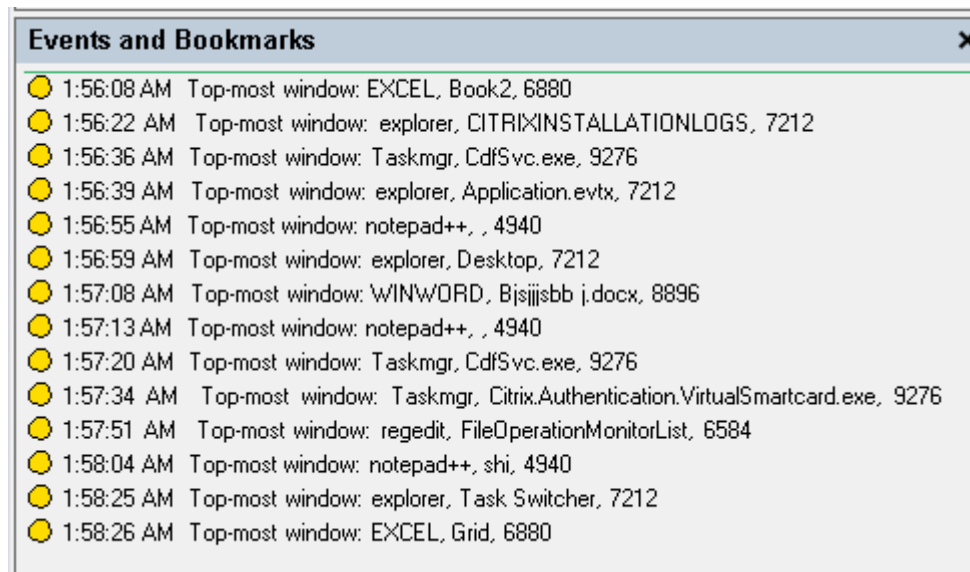 Events and Bookmarks
1:56:08 AM Top-most window: EXCEL, Book2, 6880
1:56:22 AM Top-most window: explorer, CITRIXINSTALLATIONLOGS, 7212
1:56:36 AM Top-most window: Taskmgr, CdfSvc.exe, 9276
1:56:39 AM Top-most window: explorer, Application.evtx, 7212
1:56:55 AM Top-most window: notepad++, , 4940
1:56:59 AM Top-most window: explorer, Desktop, 7212
1:57:08 AM Top-most window: WINWORD, Bjsjjjsbb j.docx, 8896
1:57:13 AM Top-most window: notepad++, , 4940
1:57:20 AM Top-most window: Taskmgr, CdfSvc.exe, 9276
1:57:34 AM Top-most window: Taskmgr, Citrix.Authentication.VirtualSmartcard.exe, 9276
1:57:51 AM Top-most window: regedit, FileOperationMonitorList, 6584
1:58:04 AM Top-most window: notepad++, shi, 4940
1:58:25 AM Top-most window: explorer, Task Switcher, 7212
1:58:26 AM Top-most window: EXCEL, Grid, 6880